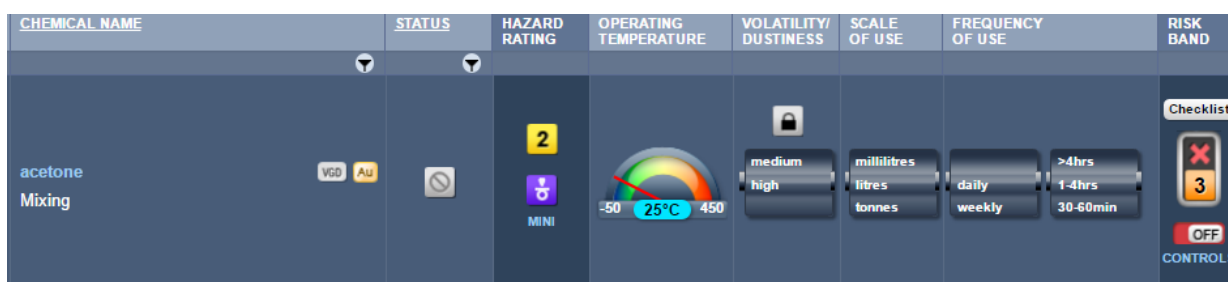 CHEMICAL NAME
STATUS
HAZARD
RATING
OPERATING
TEMPERATURE
VOLATILITY/
DUSTINESS
SCALE
OF USE
FREQUENCY
OF USE
RISK
BAND
acetone
VGD Au
Mixing
2
MINI
-50 25°C 450
medium
high
millilitres
litres
tonnes
daily
weekly
>4hrs
1-4hrs
30-60min
Checklist
3
OFF
CONTROL